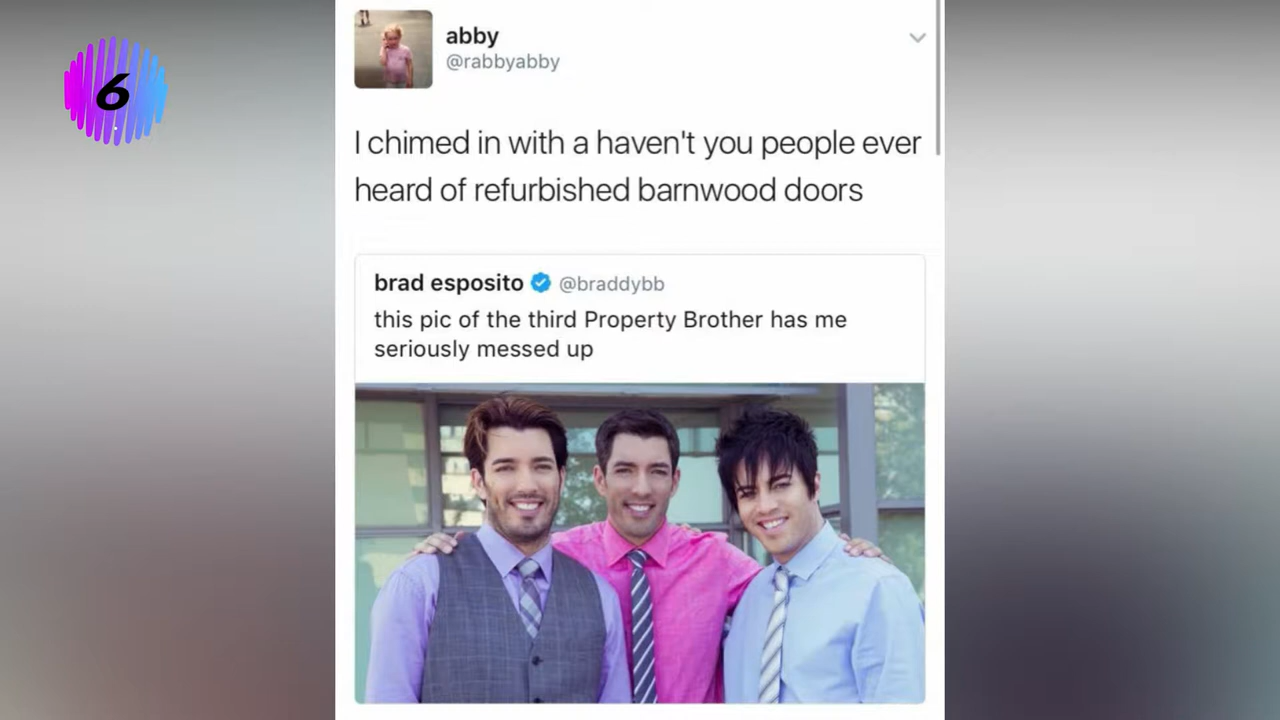 6
abby
@rabbyabby
I chimed in with a haven't you people ever
heard of refurbished barnwood doors
brad esposito @braddybb
this pic of the third Property Brother has me
seriously messed up